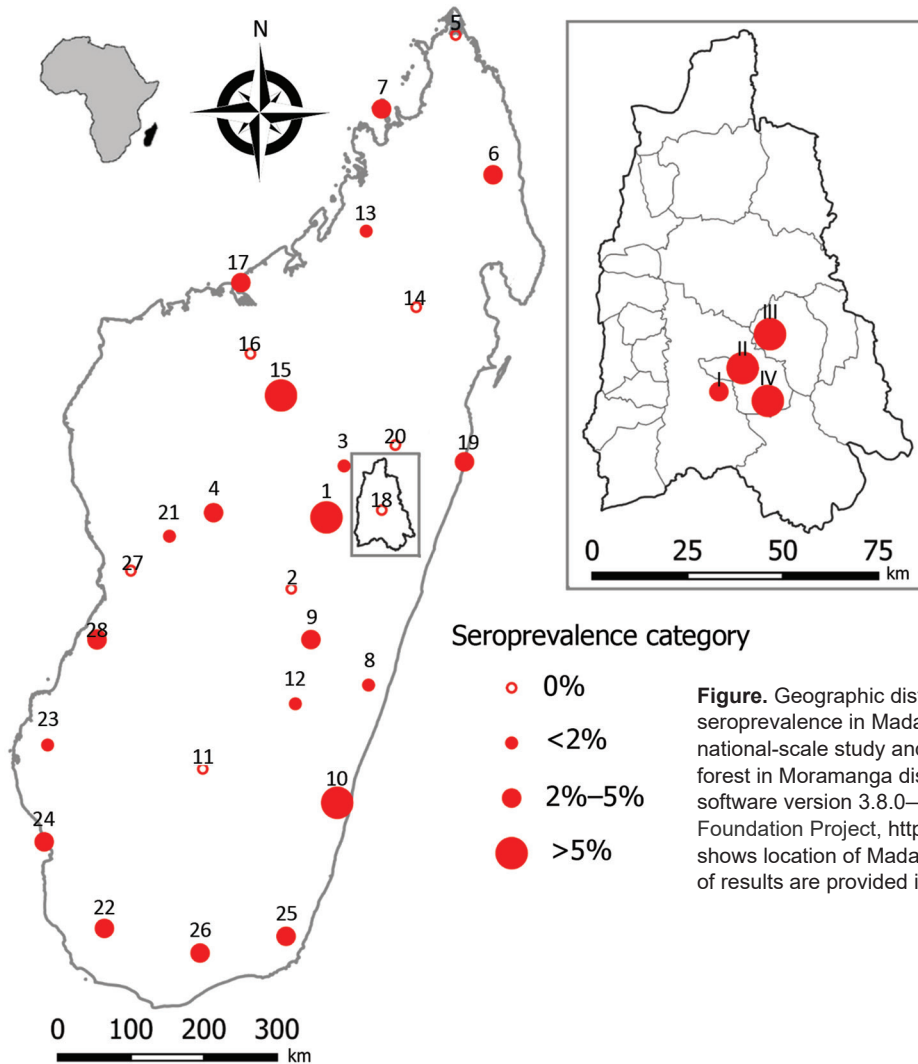 N
5
7
6
13
17
14
16
15
20
3
19
18
1
4
21
27
2
9
28
8
12
23
11
10
24
22
26
25
0 100 200 300
km
III
II
I
IV
0 25 50 75
km
Seroprevalence category
0%
<2%
2%–5%
>5%
Figure. Geographic dis
seroprevalence in Mada
national-scale study and
forest in Moramanga dis
software version 3.8.0–
Foundation Project, http
shows location of Mada
of results are provided i